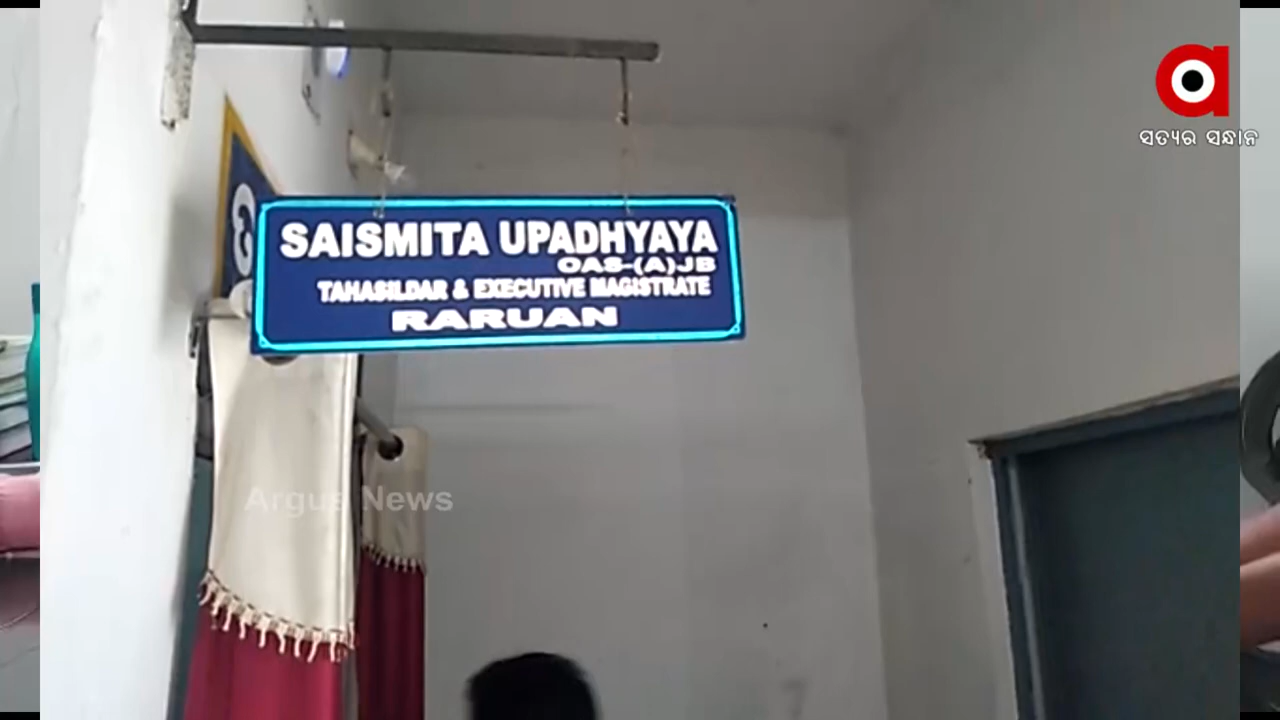 ସତ୍ୟର ସନ୍ଧାନ
SAISMITA UPADHYAYA
OAS-(A)JB
TAHASILDAR & EXECUTIVE MAGISTRATE
RARUAN
Argus News